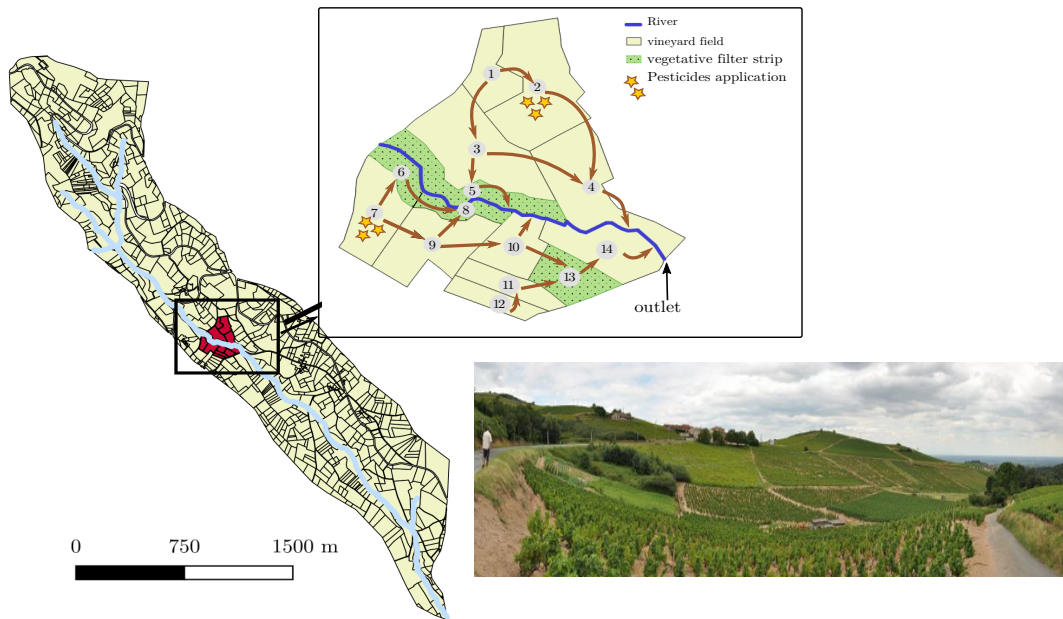 River
vineyard field
vegetative filter strip
Pesticides application
1
2
3
4
5
6
7
8
9
10
11
12
13
14
outlet
0 750 1500 m